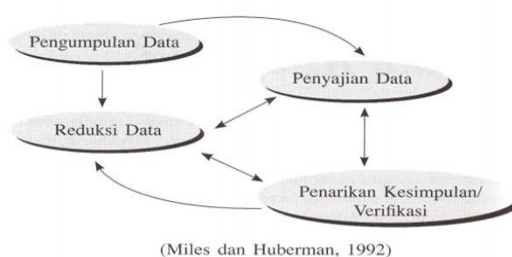 Pengumpulan Data
Penyajian Data
Reduksi Data
Penarikan Kesimpulan/
Verifikasi
(Miles dan Huberman, 1992)